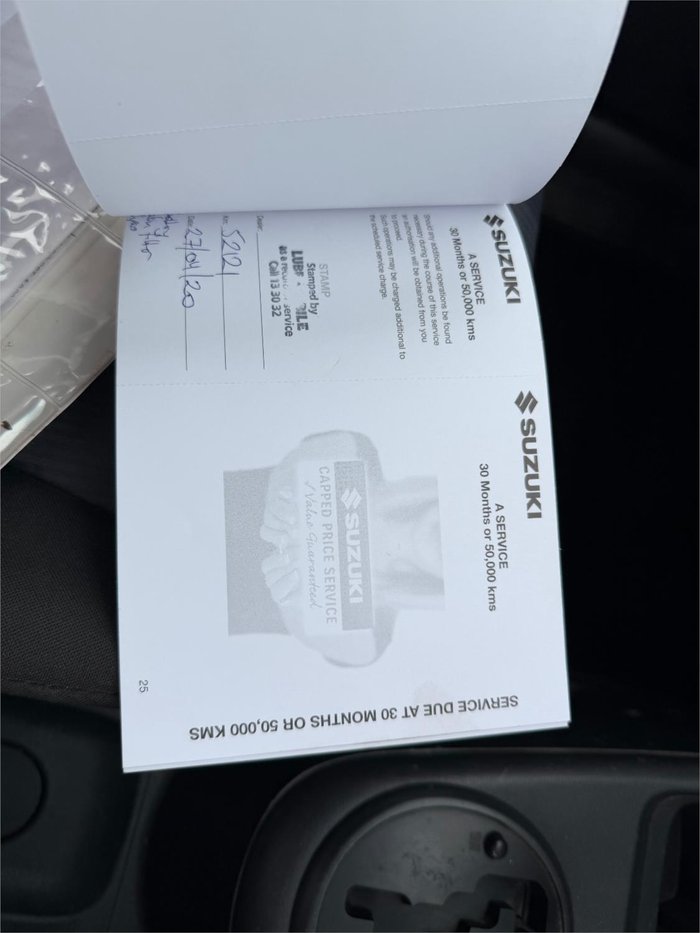 SUZUKI
A SERVICE
30 Months or 50,000 kms
Should any additional operations be found
necessary during the course of this service
an authorisation will be obtained from you
to proceed.
Such operations may be charged additional to
the scheduled service charge.
STAMP
Stamped by
as a service
Call 13 30 32
Dealer
Km: 52121
Date: 27/04/20
SUZUKI
A SERVICE
30 Months or 50,000 kms
SUZUKI
CAPPED PRICE SERVICE
√ Value Guaranteed
SERVICE DUE AT 30 MONTHS OR 50,000 KMS
25